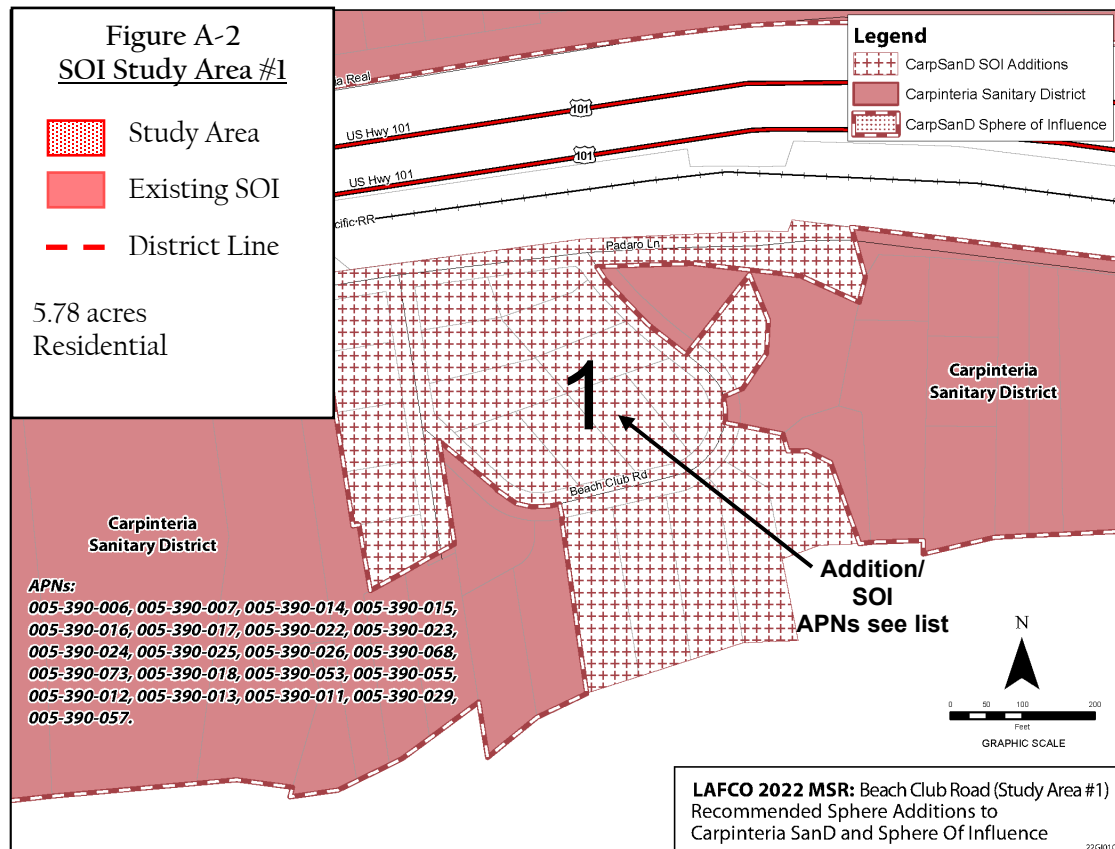 Figure A-2
SOI Study Area #1
Study Area
Existing SOI
District Line
5.78 acres
Residential
Legend
CarpSanD SOI Additions
Carpinteria Sanitary District
CarpSanD Sphere of Influence
Real
US Hwy 101
101
US Hwy 101
101
RR
Padaro Ln
1
Beach Club Rd
Carpinteria
Sanitary District
Carpinteria
Sanitary District
APNs:
005-390-006, 005-390-007, 005-390-014, 005-390-015,
005-390-016, 005-390-017, 005-390-022, 005-390-023,
005-390-024, 005-390-025, 005-390-026, 005-390-068,
005-390-073, 005-390-018, 005-390-053, 005-390-055,
005-390-012, 005-390-013, 005-390-011, 005-390-029,
005-390-057.
Addition/
SOI
APNs see list
N
0 50 100 200
Feet
GRAPHIC SCALE
LAFCO 2022 MSR: Beach Club Road (Study Area #1)
Recommended Sphere Additions to
Carpinteria SanD and Sphere Of Influence